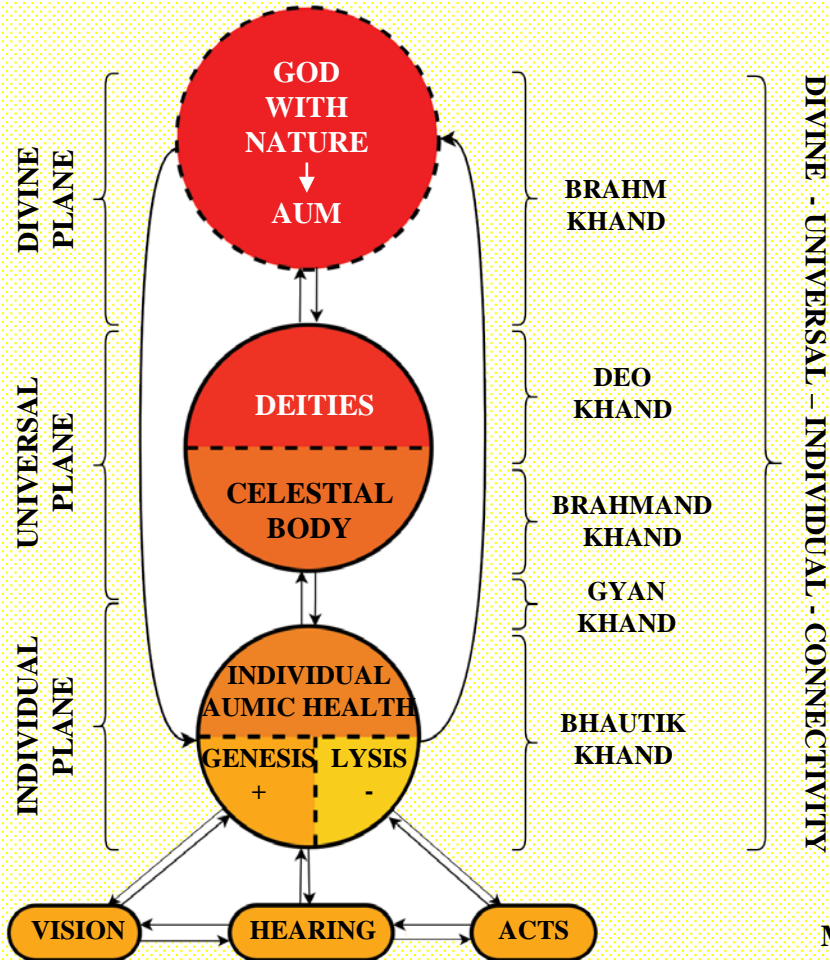 GOD
WITH
NATURE
AUM
DIVINE
PLANE
BRAHM
KHAND
DEITIES
CELESTIAL
BODY
UNIVERSAL
PLANE
DEO
KHAND
BRAHMAND
KHAND
GYAN
KHAND
INDIVIDUAL
AUMIC HEALTH
GENESIS
+
LYSIS
-
INDIVIDUAL
PLANE
BHAUTIK
KHAND
DIVINE - UNIVERSAL – INDIVIDUAL - CONNECTIVITY
VISION
HEARING
ACTS